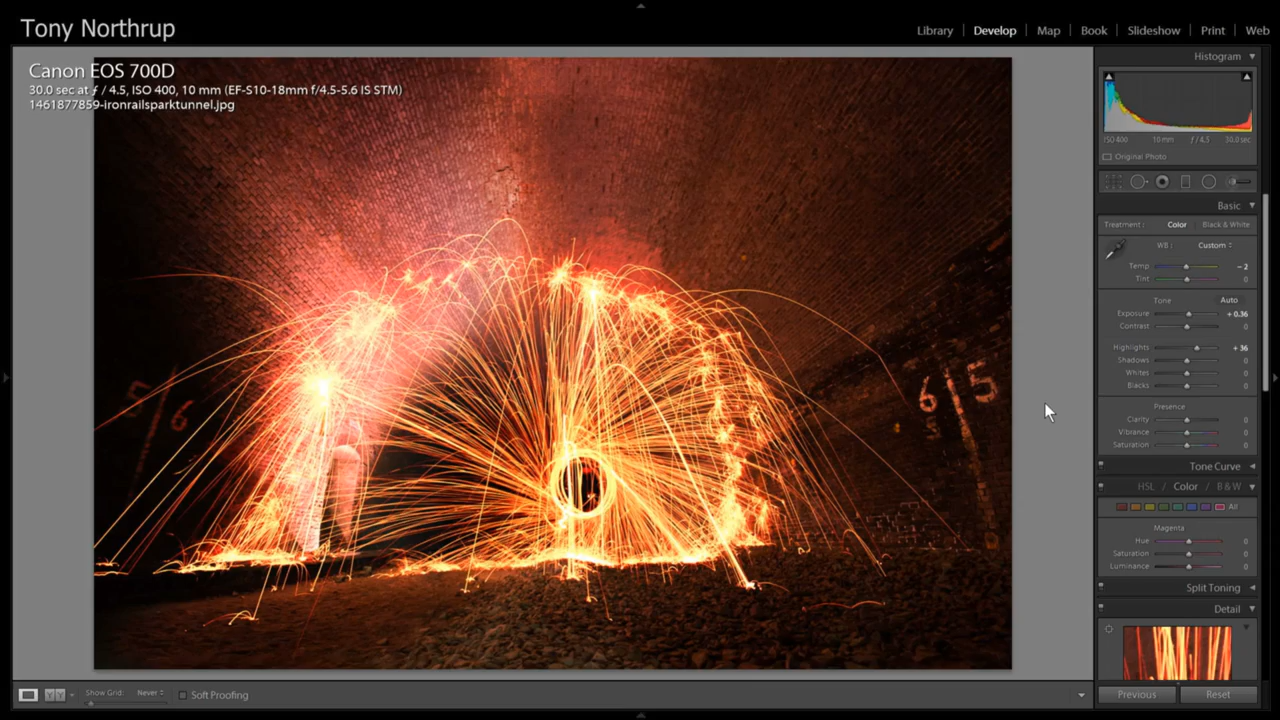 Tony Northrup
Library | Develop | Map | Book | Slideshow | Print | Web
Canon EOS 700D
30.0 sec at ƒ / 4.5, ISO 400, 10 mm (EF-S10-18mm f/4.5-5.6 IS STM)
1461877859-ironrailsparktunnel.jpg
Histogram
ISO 400 10 mm ƒ / 4.5 30.0 sec
Original Photo
Basic
Treatment : Color Black & White
WB : Custom
Temp - 2
Tint 0
Tone Auto
Exposure + 0.36
Contrast 0
Highlights + 36
Shadows 0
Whites 0
Blacks 0
Presence
Clarity 0
Vibrance 0
Saturation 0
Tone Curve
HSL / Color / B & W
All
Magenta
Hue 0
Saturation 0
Luminance 0
Split Toning
Detail
5 6
6 5
Show Grid: Never
Soft Proofing
Previous Reset